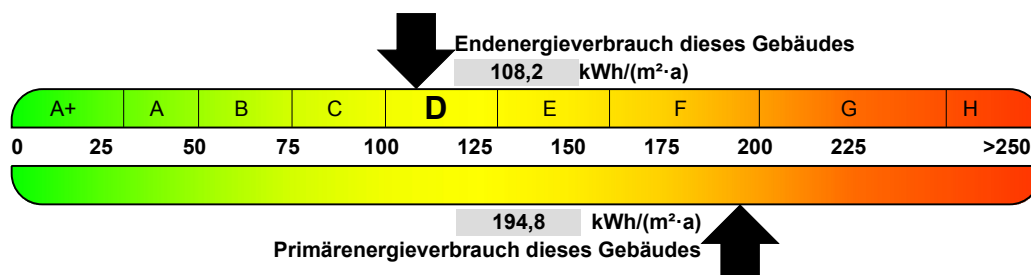 Endenergieverbrauch dieses Gebäudes
108,2 kWh/(m²·a)
A+ A B C D E F G H
0 25 50 75 100 125 150 175 200 225 >250
194,8 kWh/(m²·a)
Primärenergieverbrauch dieses Gebäudes